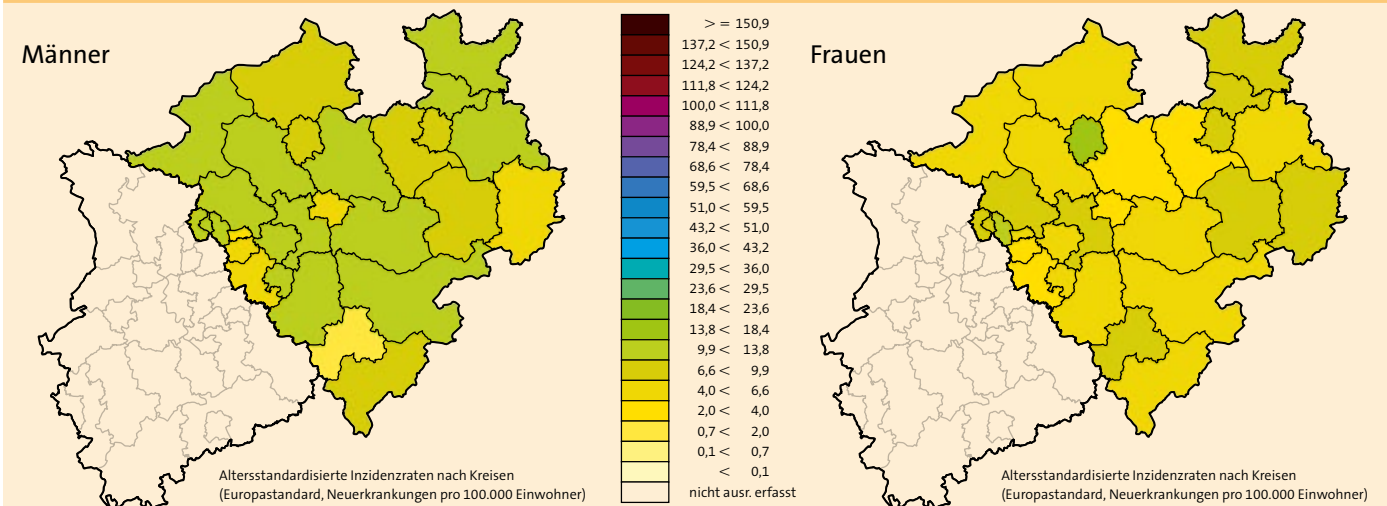 Männer
Frauen
> = 150,9
137,2 < 150,9
124,2 < 137,2
111,8 < 124,2
100,0 < 111,8
88,9 < 100,0
78,4 < 88,9
68,6 < 78,4
59,5 < 68,6
51,0 < 59,5
43,2 < 51,0
36,0 < 43,2
29,5 < 36,0
23,6 < 29,5
18,4 < 23,6
13,8 < 18,4
9,9 < 13,8
6,6 < 9,9
4,0 < 6,6
2,0 < 4,0
0,7 < 2,0
0,1 < 0,7
< 0,1
nicht ausr. erfasst
Altersstandardisierte Inzidenzraten nach Kreisen
(Europastandard, Neuerkrankungen pro 100.000 Einwohner)
Altersstandardisierte Inzidenzraten nach Kreisen
(Europastandard, Neuerkrankungen pro 100.000 Einwohner)